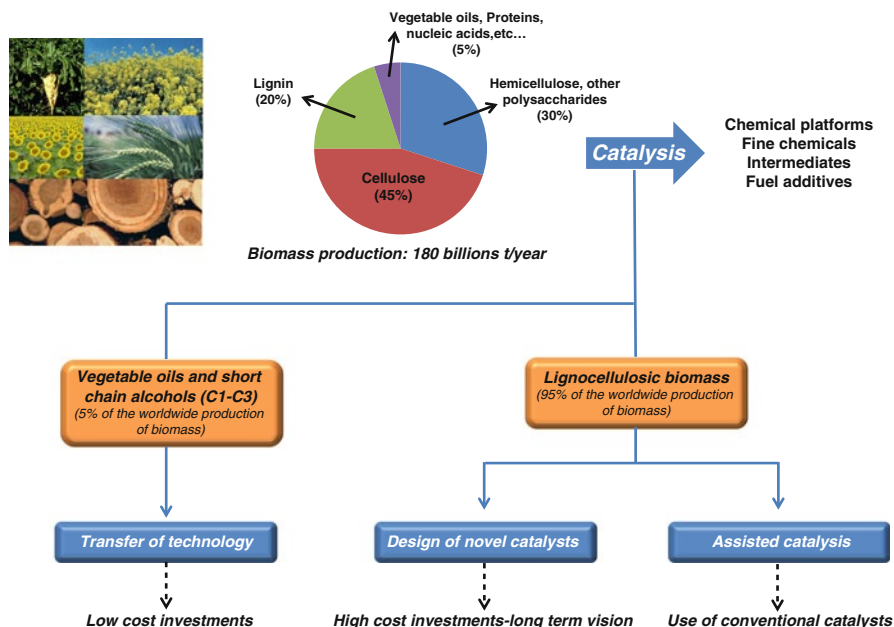 Vegetable oils, Proteins,
nucleic acids,etc…
(5%)
Lignin
(20%)
Hemicellulose, other
polysaccharides
(30%)
Cellulose
(45%)
Biomass production: 180 billions t/year
Catalysis
Chemical platforms
Fine chemicals
Intermediates
Fuel additives
Vegetable oils and short
chain alcohols (C1-C3)
(5% of the worldwide production
of biomass)
Lignocellulosic biomass
(95% of the worldwide production
of biomass)
Transfer of technology
Design of novel catalysts
Assisted catalysis
Low cost investments
High cost investments-long term vision
Use of conventional catalysts